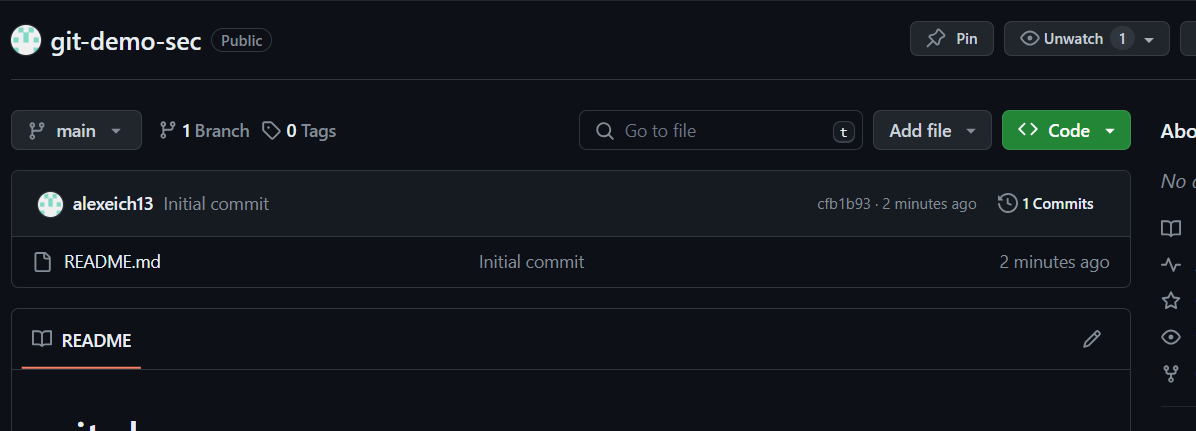 git-demo-sec Public Pin Unwatch 1
main 1 Branch 0 Tags Go to file t Add file Code
alexeich13 Initial commit cfb1b93 · 2 minutes ago 1 Commits
README.md Initial commit 2 minutes ago
README
Abo
No